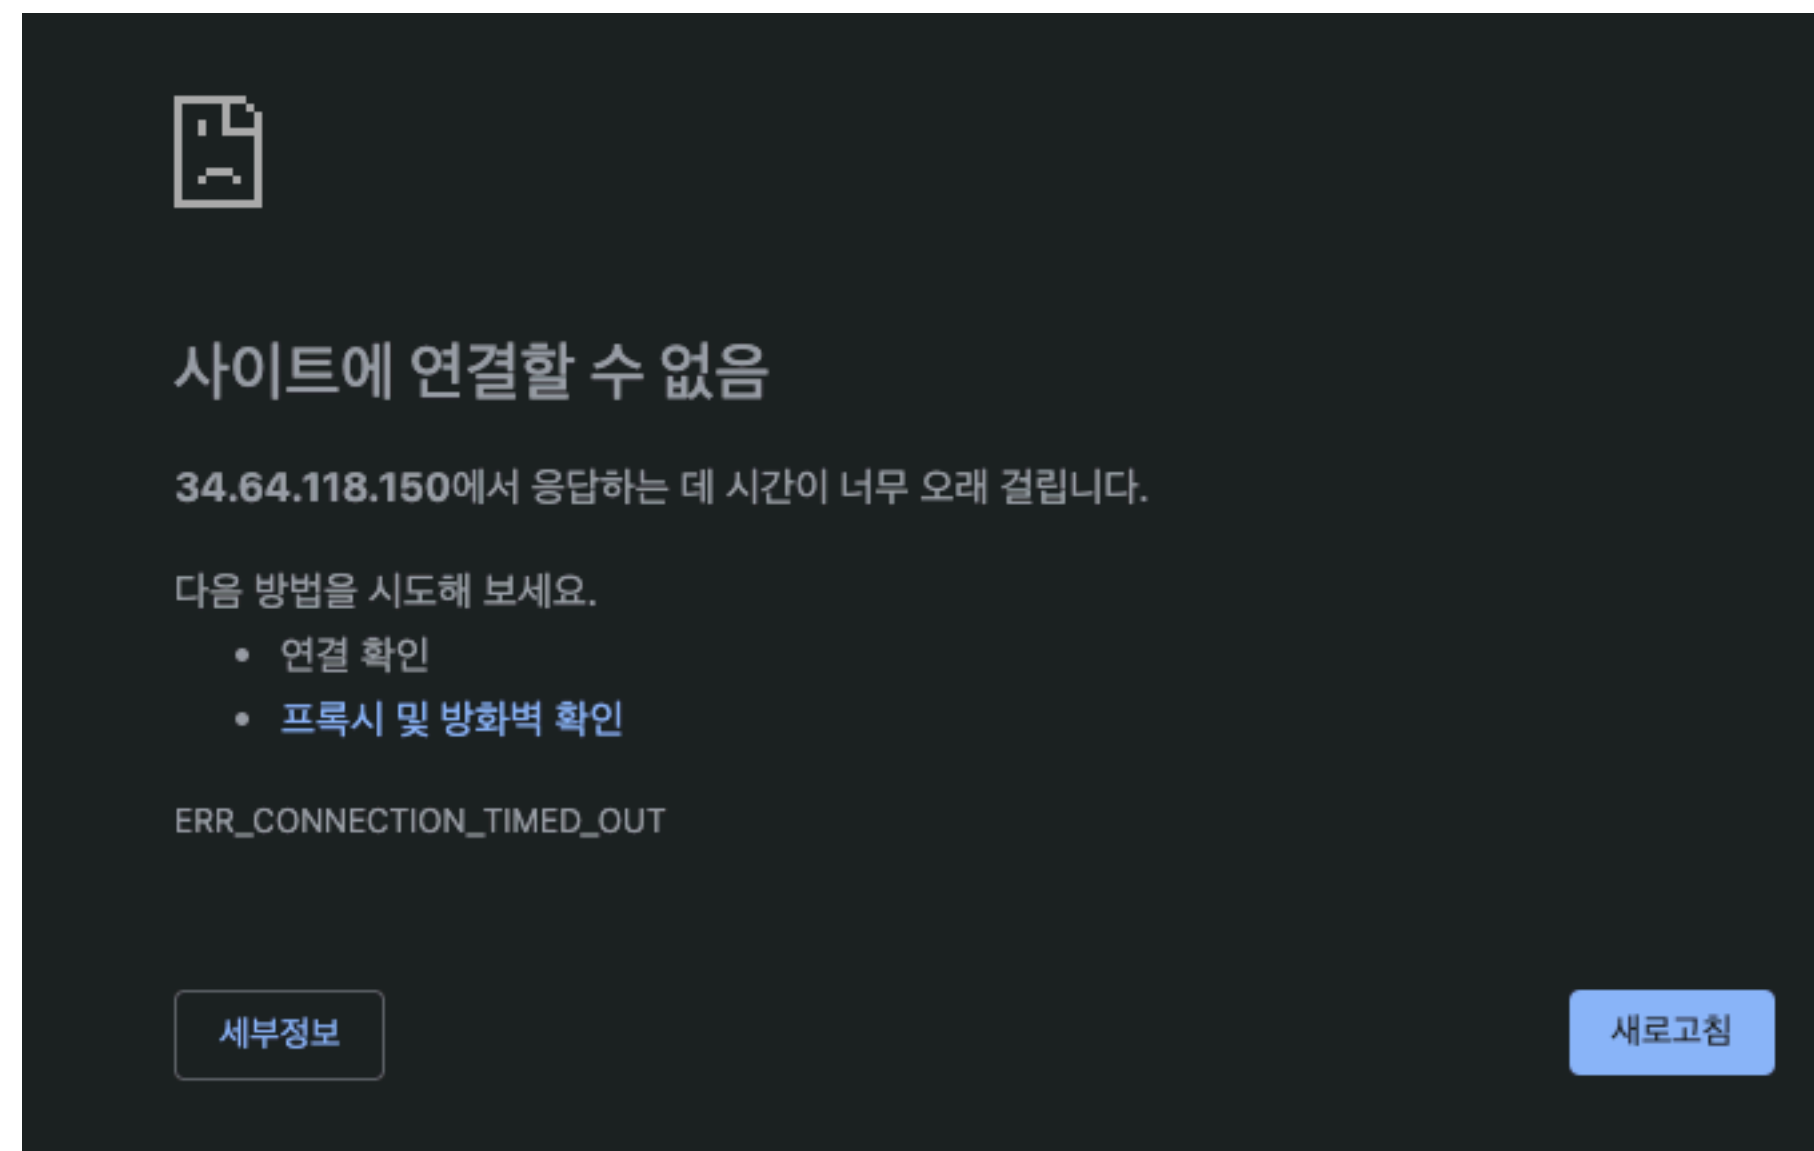 사이트에 연결할 수 없음
34.64.118.150에서 응답하는 데 시간이 너무 오래 걸립니다.
다음 방법을 시도해 보세요.
• 연결 확인
• 프록시 및 방화벽 확인
ERR_CONNECTION_TIMED_OUT
세부정보
새로고침